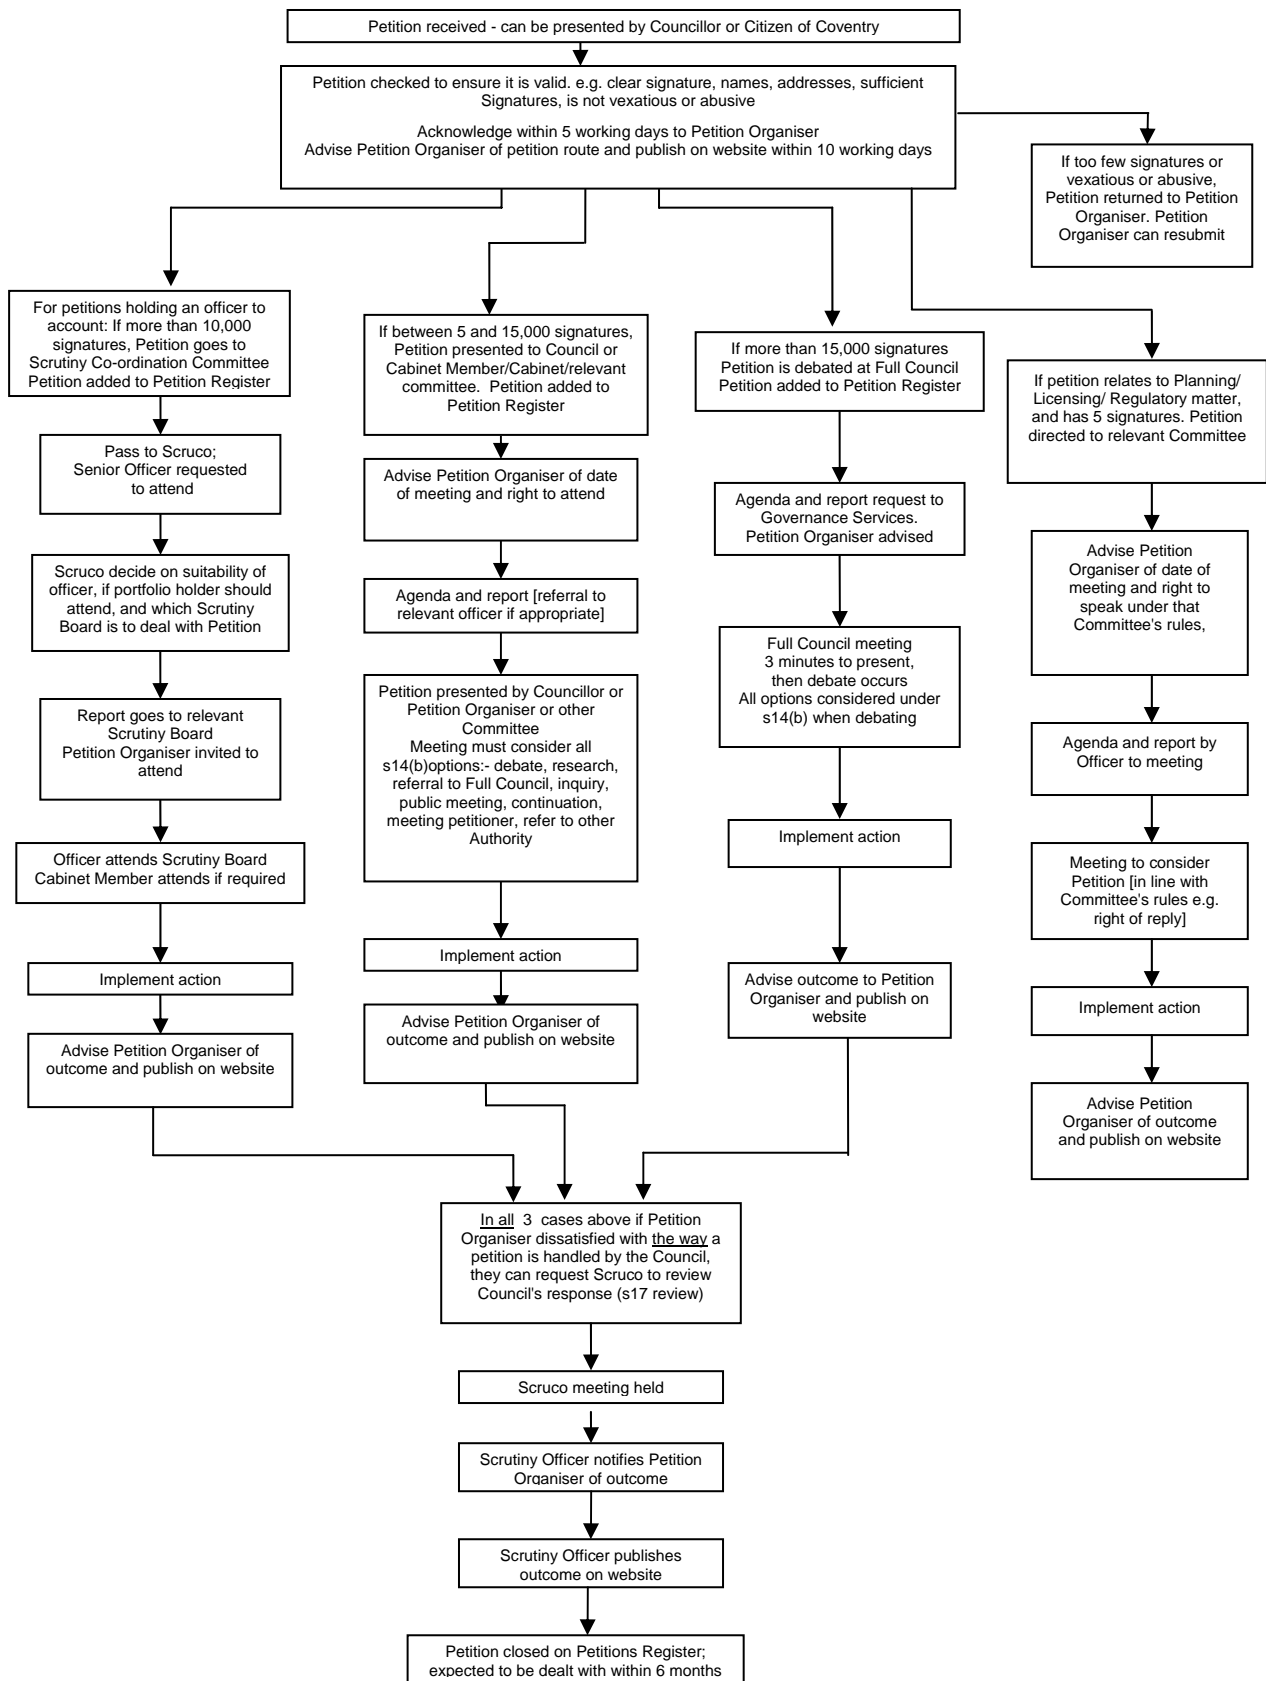 Petition received - can be presented by Councillor or Citizen of Coventry
Petition checked to ensure it is valid. e.g. clear signature, names, addresses, sufficient
Signatures, is not vexatious or abusive
Acknowledge within 5 working days to Petition Organiser
Advise Petition Organiser of petition route and publish on website within 10 working days
If too few signatures or
vexatious or abusive,
Petition returned to Petition
Organiser. Petition
Organiser can resubmit
For petitions holding an officer to
account: If more than 10,000
signatures, Petition goes to
Scrutiny Co-ordination Committee
Petition added to Petition Register
Pass to Scruco;
Senior Officer requested
to attend
Scruco decide on suitability of
officer, if portfolio holder should
attend, and which Scrutiny
Board is to deal with Petition
Report goes to relevant
Scrutiny Board
Petition Organiser invited to
attend
Officer attends Scrutiny Board
Cabinet Member attends if required
Implement action
Advise Petition Organiser of
outcome and publish on website
If between 5 and 15,000 signatures,
Petition presented to Council or
Cabinet Member/Cabinet/relevant
committee.  Petition added to
Petition Register
Advise Petition Organiser of date
of meeting and right to attend
Agenda and report [referral to
relevant officer if appropriate]
Petition presented by Councillor or
Petition Organiser or other
Committee
Meeting must consider all
s14(b)options:- debate, research,
referral to Full Council, inquiry,
public meeting, continuation,
meeting petitioner, refer to other
Authority
Implement action
Advise Petition Organiser of
outcome and publish on website
If more than 15,000 signatures
Petition is debated at Full Council
Petition added to Petition Register
Agenda and report request to
Governance Services.
Petition Organiser advised
Full Council meeting
3 minutes to present,
then debate occurs
All options considered under
s14(b) when debating
Implement action
Advise outcome to Petition
Organiser and publish on
website
If petition relates to Planning/
Licensing/ Regulatory matter,
and has 5 signatures. Petition
directed to relevant Committee
Advise Petition
Organiser of date of
meeting and right to
speak under that
Committee's rules,
Agenda and report by
Officer to meeting
Meeting to consider
Petition [in line with
Committee's rules e.g.
right of reply]
Implement action
Advise Petition
Organiser of outcome
and publish on website
In all 3 cases above if Petition
Organiser dissatisfied with the way a
petition is handled by the Council,
they can request Scruco to review
Council's response (s17 review)
Scruco meeting held
Scrutiny Officer notifies Petition
Organiser of outcome
Scrutiny Officer publishes
outcome on website
Petition closed on Petitions Register;
expected to be dealt with within 6 months